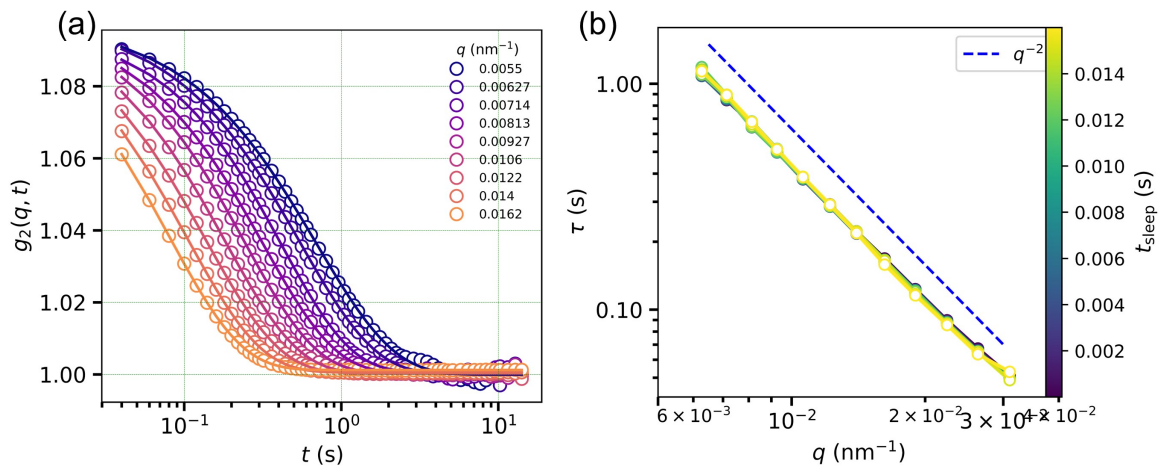 (a)
g₂(q, t)
1.08
1.06
1.04
1.02
1.00
q (nm⁻¹)
0.0055
0.00627
0.00714
0.00813
0.00927
0.0106
0.0122
0.014
0.0162
10⁻¹
10⁰
10¹
t (s)
(b)
τ (s)
1.00
0.10
q⁻²
6 × 10⁻³
10⁻²
2 × 10⁻²
3 × 10⁻²
4 × 10⁻²
q (nm⁻¹)
0.014
0.012
0.010
0.008
0.006
0.004
0.002
t_sleep (s)